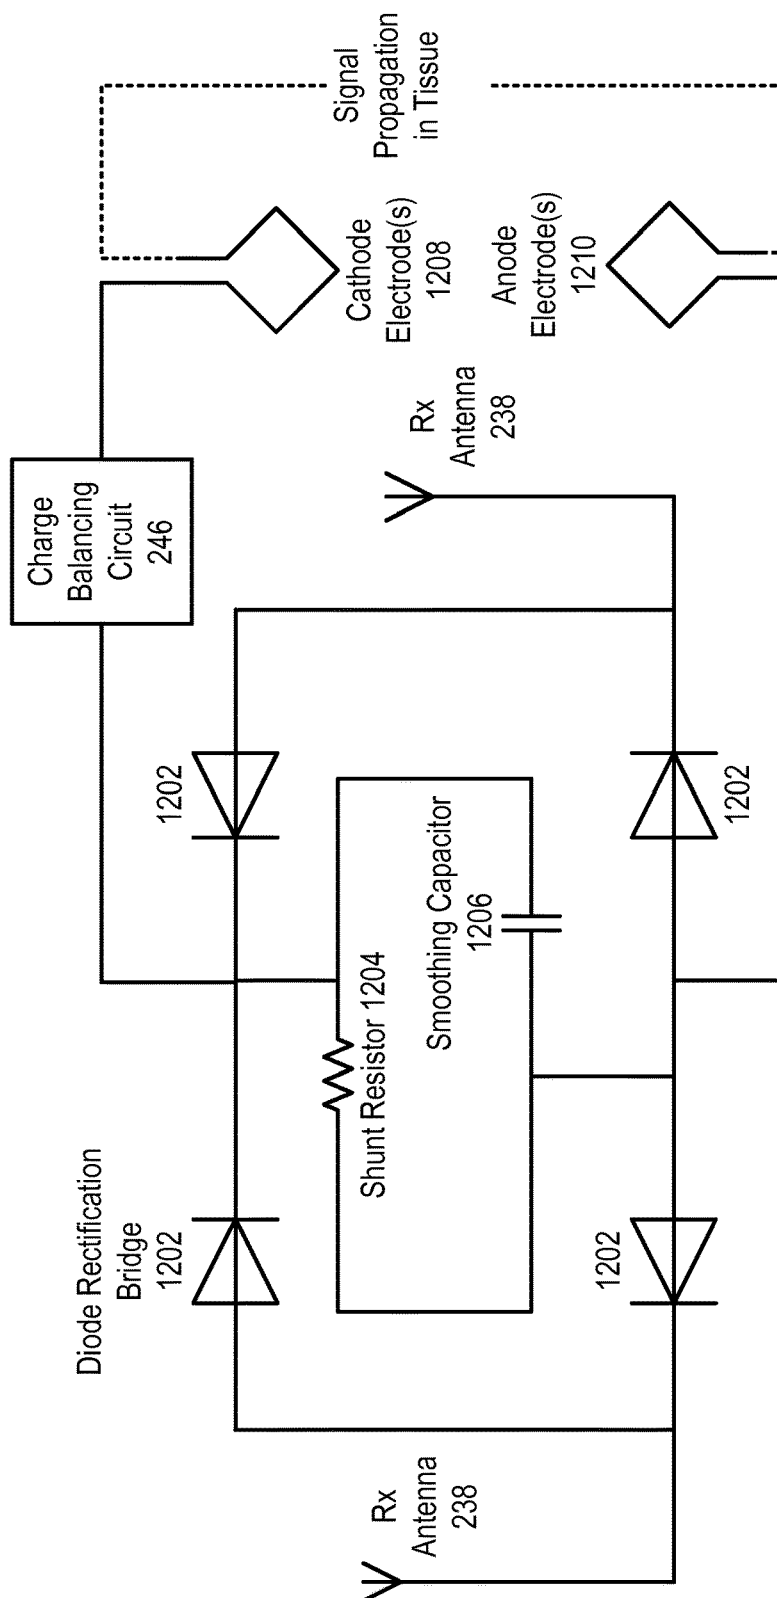 Diode Rectification
Bridge
1202
1202
Charge
Balancing
Circuit
246
Shunt Resistor 1204
Smoothing Capacitor
1206
Rx
Antenna
238
1202
1202
Rx
Antenna
238
Cathode
Electrode(s)
1208
Anode
Electrode(s)
1210
Signal
Propagation
in Tissue